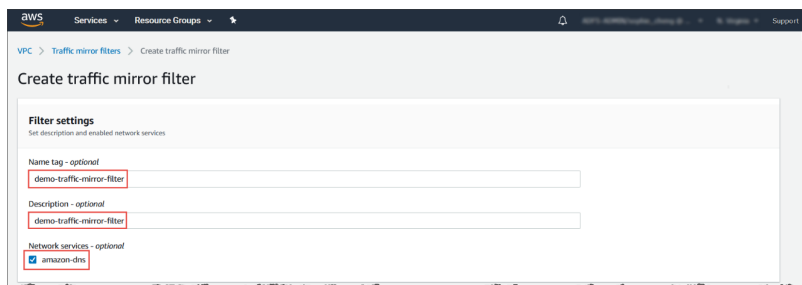 aws Services Resource Groups Support
VPC > Traffic mirror filters > Create traffic mirror filter
Create traffic mirror filter
Filter settings
Set description and enabled network services
Name tag - optional
demo-traffic-mirror-filter
Description - optional
demo-traffic-mirror-filter
Network services - optional
amazon-dns